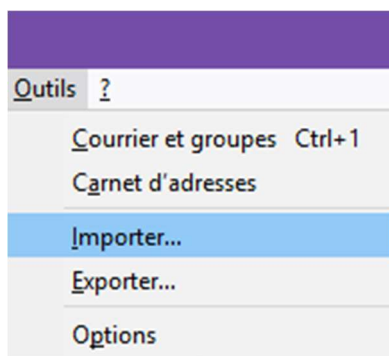 Outils ?
Courrier et groupes Ctrl+1
Carnet d'adresses
Importer...
Exporter...
Options